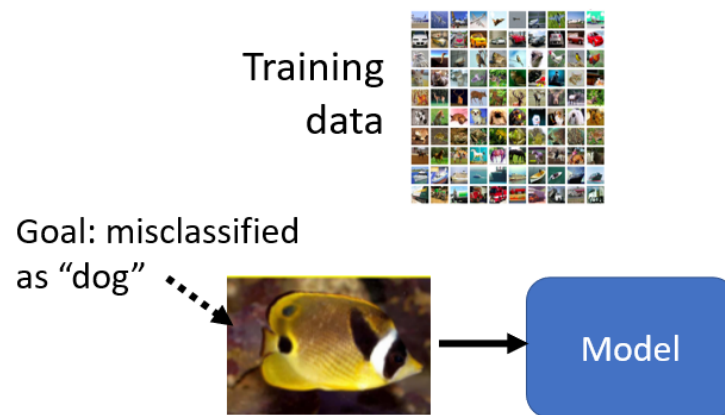 Training
data
Goal: misclassified
as “dog”
Model